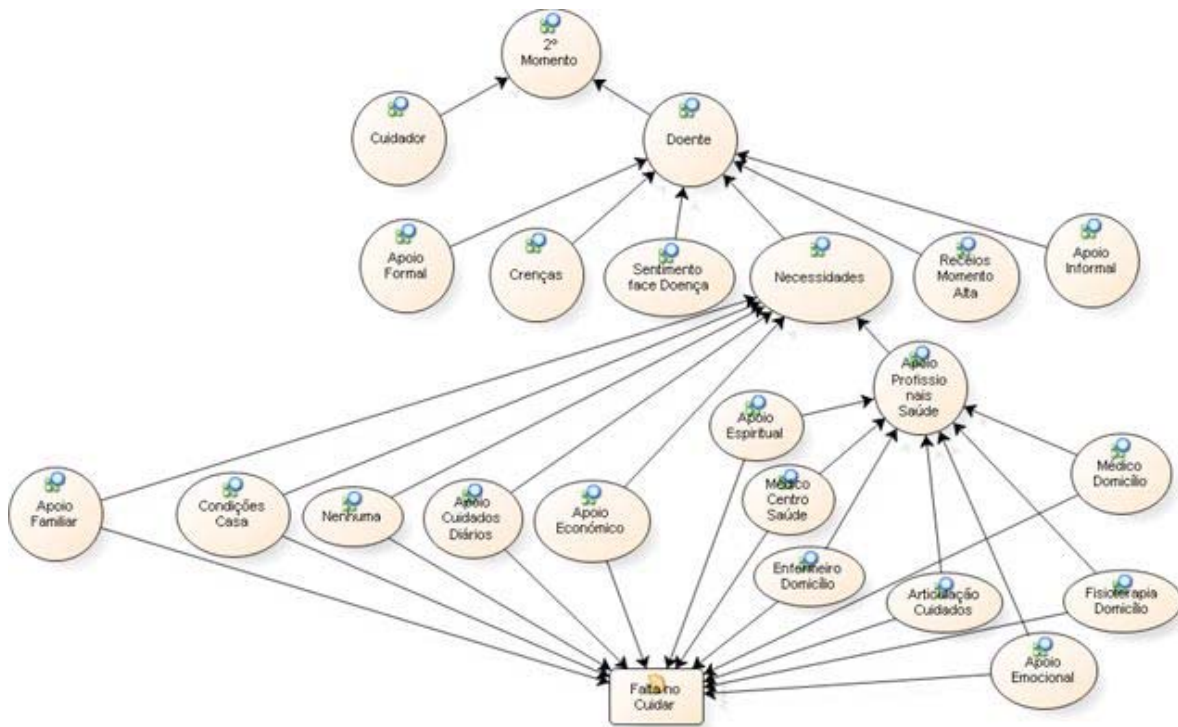 2º
Momento
Cuidador
Doente
Apoio
Formal
Crenças
Sentimento
face Doença
Necessidades
Receios
Momento
Alta
Apoio
Informal
Apoio
Profissio
nais
Saúde
Apoio
Espiritual
Médico
Domicílio
Apoio
Familiar
Condições
Casa
Nenhuma
Apoio
Cuidados
Diários
Apoio
Económico
Médico
Centro
Saúde
Enfermeiro
Domicílio
Articulação
Cuidados
Fisioterapia
Domicílio
Apoio
Emocional
Falta no
Cuidar